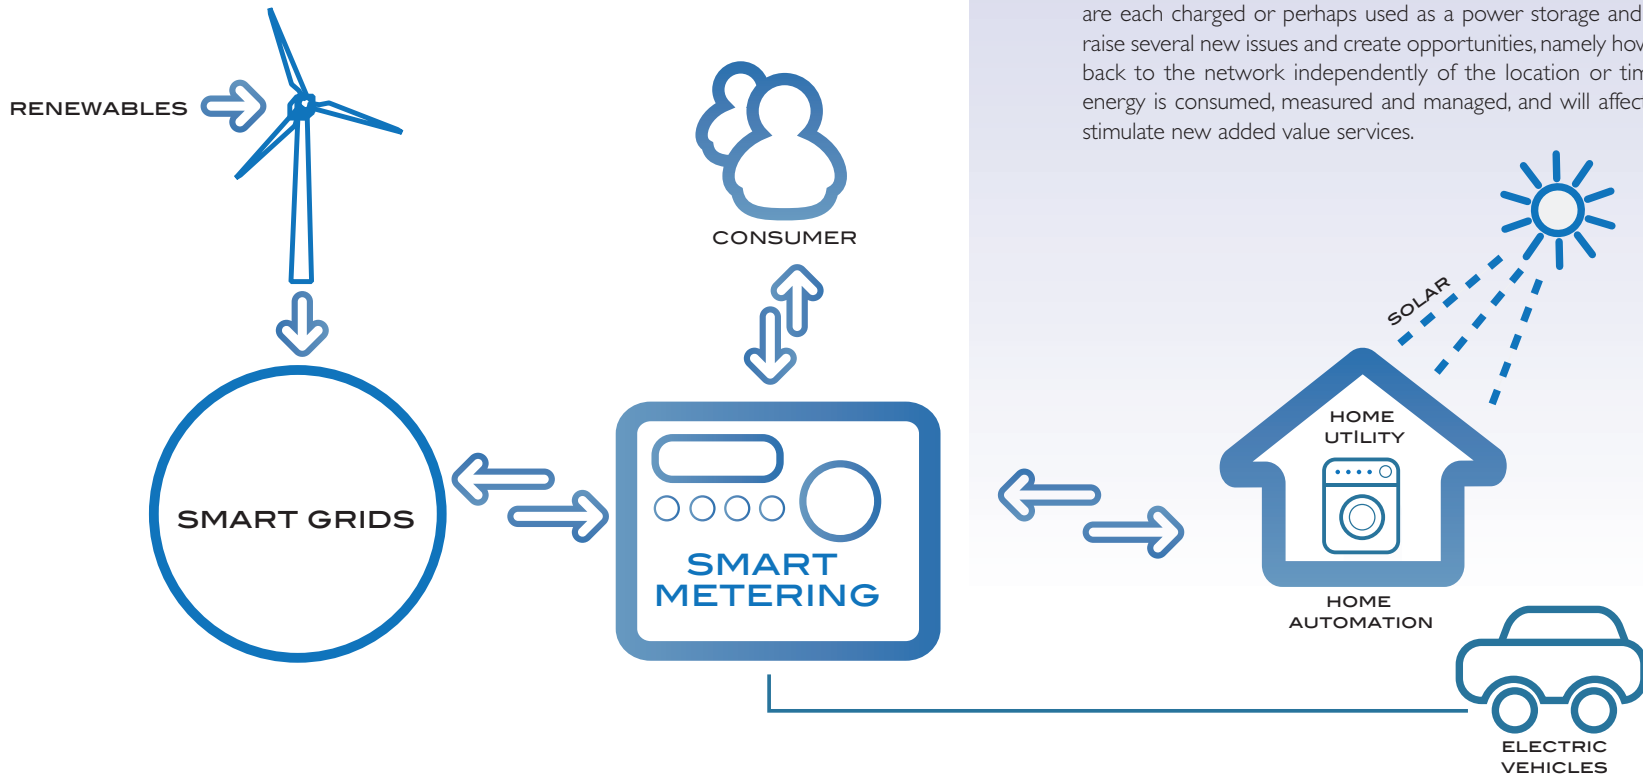 are each charged or perhaps used as a power storage and
raise several new issues and create opportunities, namely how
back to the network independently of the location or tim
energy is consumed, measured and managed, and will affect
stimulate new added value services.
RENEWABLES
CONSUMER
SOLAR
HOME
UTILITY
SMART GRIDS
SMART
METERING
HOME
AUTOMATION
ELECTRIC
VEHICLES